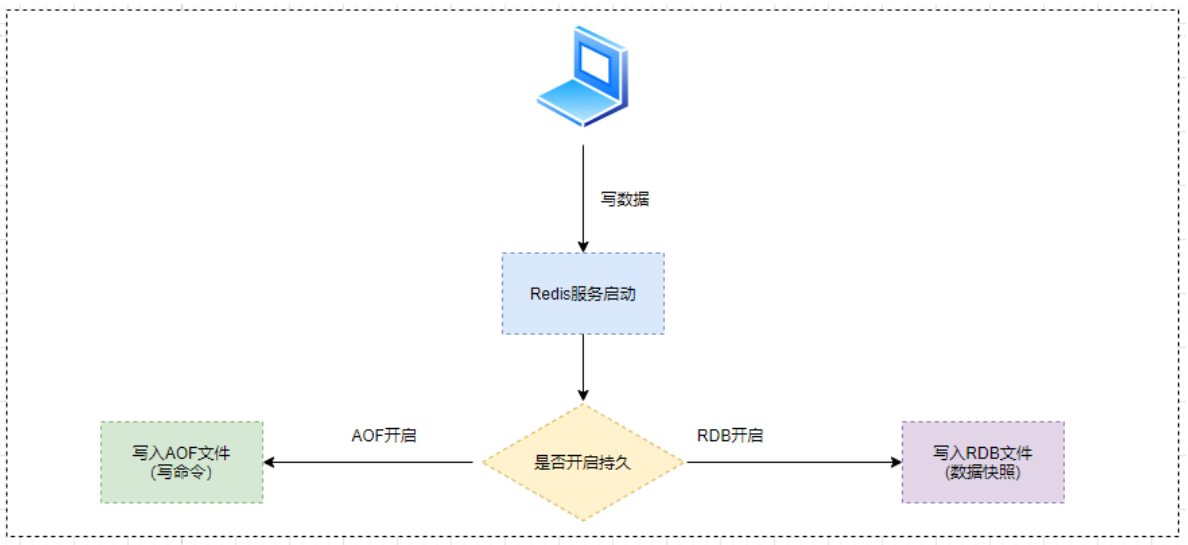 写数据
Redis服务启动
AOF开启
RDB开启
写入AOF文件
(写命令)
是否开启持久
写入RDB文件
(数据快照)